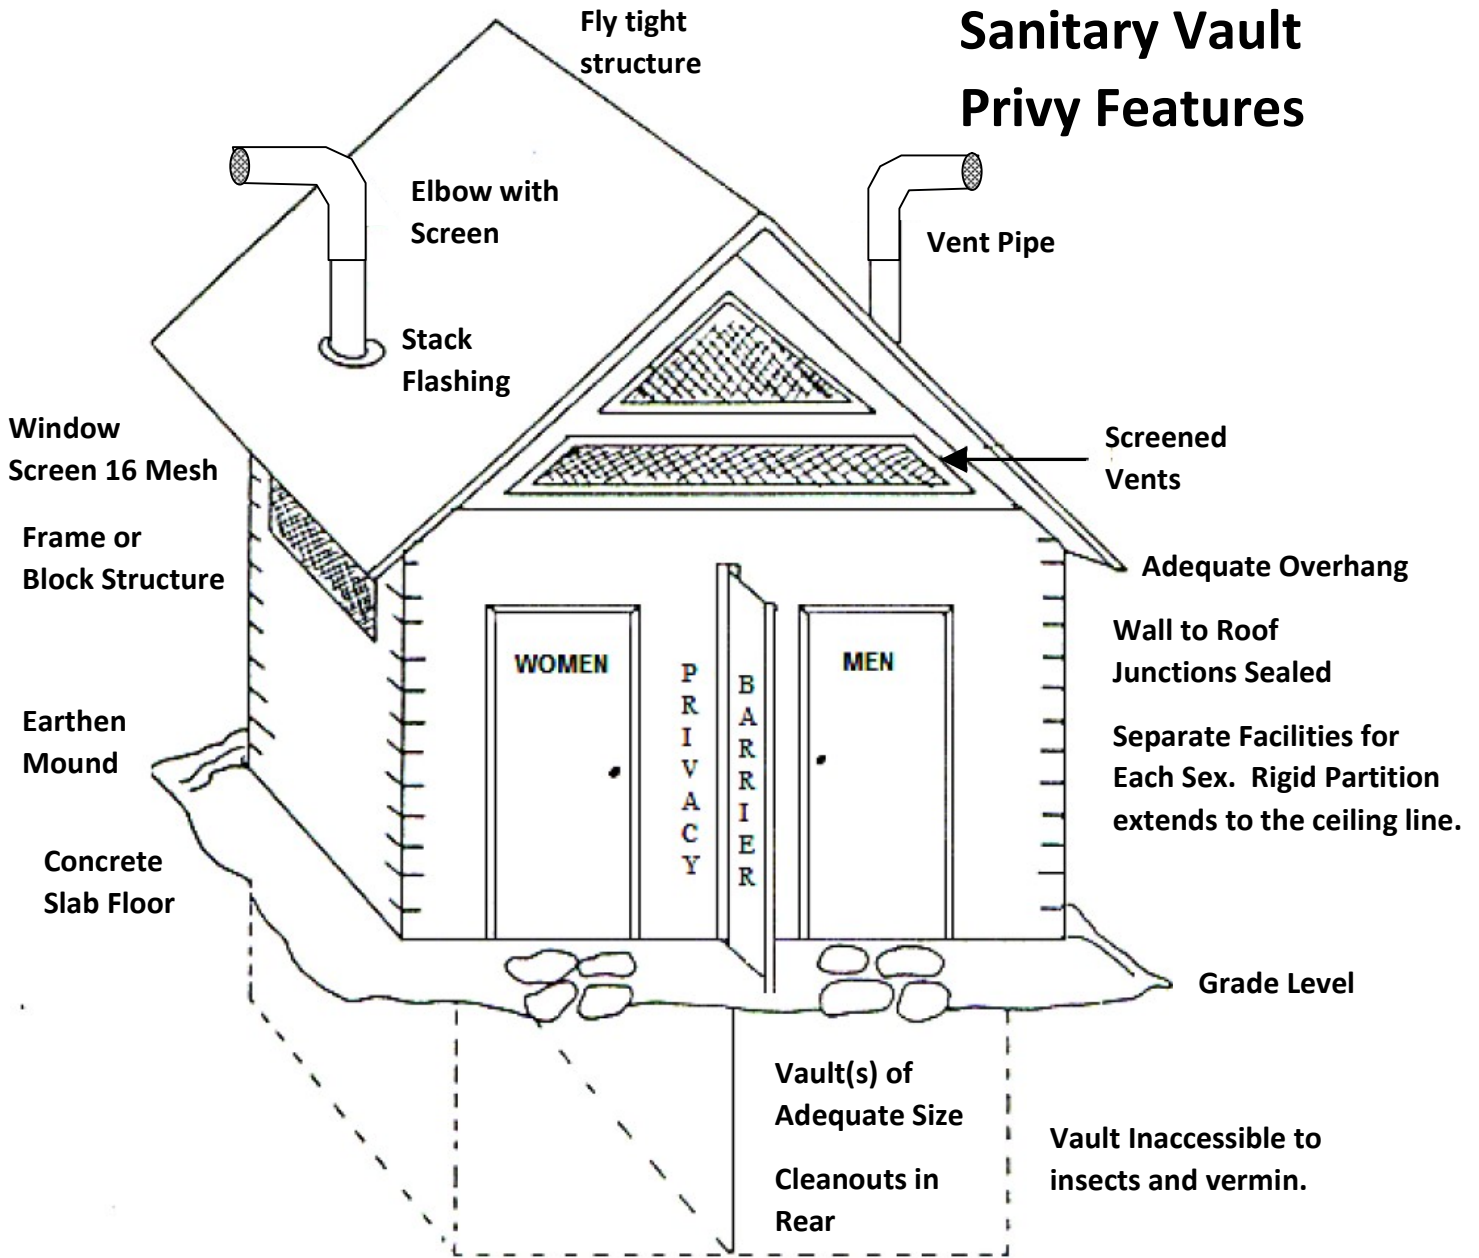 Sanitary Vault
Privy Features
Fly tight
structure
Elbow with
Screen
Vent Pipe
Stack
Flashing
Window
Screen 16 Mesh
Screened
Vents
Frame or
Block Structure
Adequate Overhang
Wall to Roof
Junctions Sealed
WOMEN
PRIVACY
BARRIER
MEN
Earthen
Mound
Separate Facilities for
Each Sex.  Rigid Partition
extends to the ceiling line.
Concrete
Slab Floor
Grade Level
Vault(s) of
Adequate Size
Cleanouts in
Rear
Vault Inaccessible to
insects and vermin.